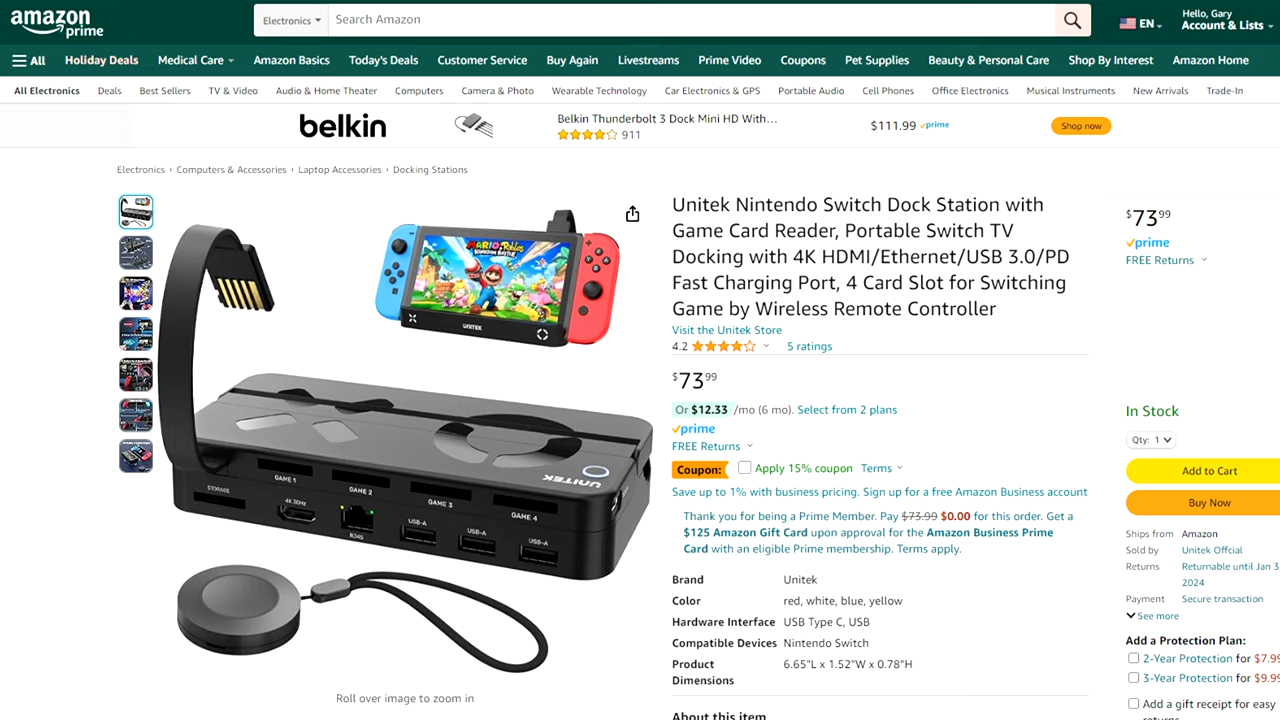 amazon
prime
Electronics
Search Amazon
EN
Hello, Gary
Account & Lists
All
Holiday Deals
Medical Care
Amazon Basics
Today's Deals
Customer Service
Buy Again
Livestreams
Prime Video
Coupons
Pet Supplies
Beauty & Personal Care
Shop By Interest
Amazon Home
All Electronics
Deals
Best Sellers
TV & Video
Audio & Home Theater
Computers
Camera & Photo
Wearable Technology
Car Electronics & GPS
Portable Audio
Cell Phones
Office Electronics
Musical Instruments
New Arrivals
Trade-In
belkin
Belkin Thunderbolt 3 Dock Mini HD With...
911
$111.99 prime
Shop now
Electronics › Computers & Accessories › Laptop Accessories › Docking Stations
MARIO RABBIDS
KINGDOM BATTLE
UNITEK
UNITEK
GAME 1
GAME 2
GAME 3
GAME 4
STORAGE
4K 30Hz
RJ45
USB-A
USB-A
USB-A
Roll over image to zoom in
Unitek Nintendo Switch Dock Station with
Game Card Reader, Portable Switch TV
Docking with 4K HDMI/Ethernet/USB 3.0/PD
Fast Charging Port, 4 Card Slot for Switching
Game by Wireless Remote Controller
Visit the Unitek Store
4.2
5 ratings
$73.99
Or $12.33 /mo (6 mo). Select from 2 plans
prime
FREE Returns
Coupon: Apply 15% coupon Terms
Save up to 1% with business pricing. Sign up for a free Amazon Business account
Thank you for being a Prime Member. Pay $73.99 $0.00 for this order. Get a
$125 Amazon Gift Card upon approval for the Amazon Business Prime
Card with an eligible Prime membership. Terms apply.
Brand Unitek
Color red, white, blue, yellow
Hardware Interface USB Type C, USB
Compatible Devices Nintendo Switch
Product Dimensions 6.65"L x 1.52"W x 0.78"H
About this item
$73.99
prime
FREE Returns
In Stock
Qty: 1
Add to Cart
Buy Now
Ships from Amazon
Sold by Unitek Offcial
Returns Returnable until Jan 3
2024
Payment Secure transaction
See more
Add a Protection Plan:
2-Year Protection for $7.99
3-Year Protection for $9.99
Add a gift receipt for easy
returns